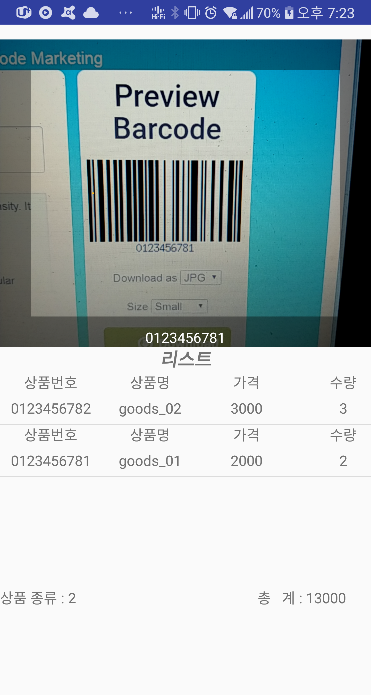 70% 오후 7:23
ode Marketing
Preview
Barcode
sity. It
0123456781
ular
Download as JPG
Size Small
0123456781
리스트
상품번호 상품명 가격 수량
0123456782 goods_02 3000 3
상품번호 상품명 가격 수량
0123456781 goods_01 2000 2
상품 종류 : 2 총 계 : 13000